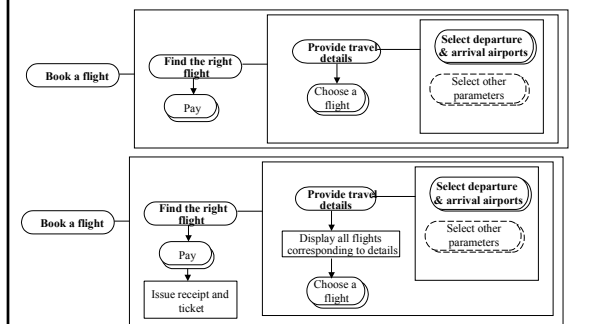 Book a flight
Find the right
flight
Pay
Provide travel
details
Choose a
flight
Select departure
& arrival airports
Select other
parameters
Book a flight
Find the right
flight
Pay
Issue receipt and
ticket
Provide travel
details
Display all flights
corresponding to details
Choose a
flight
Select departure
& arrival airports
Select other
parameters